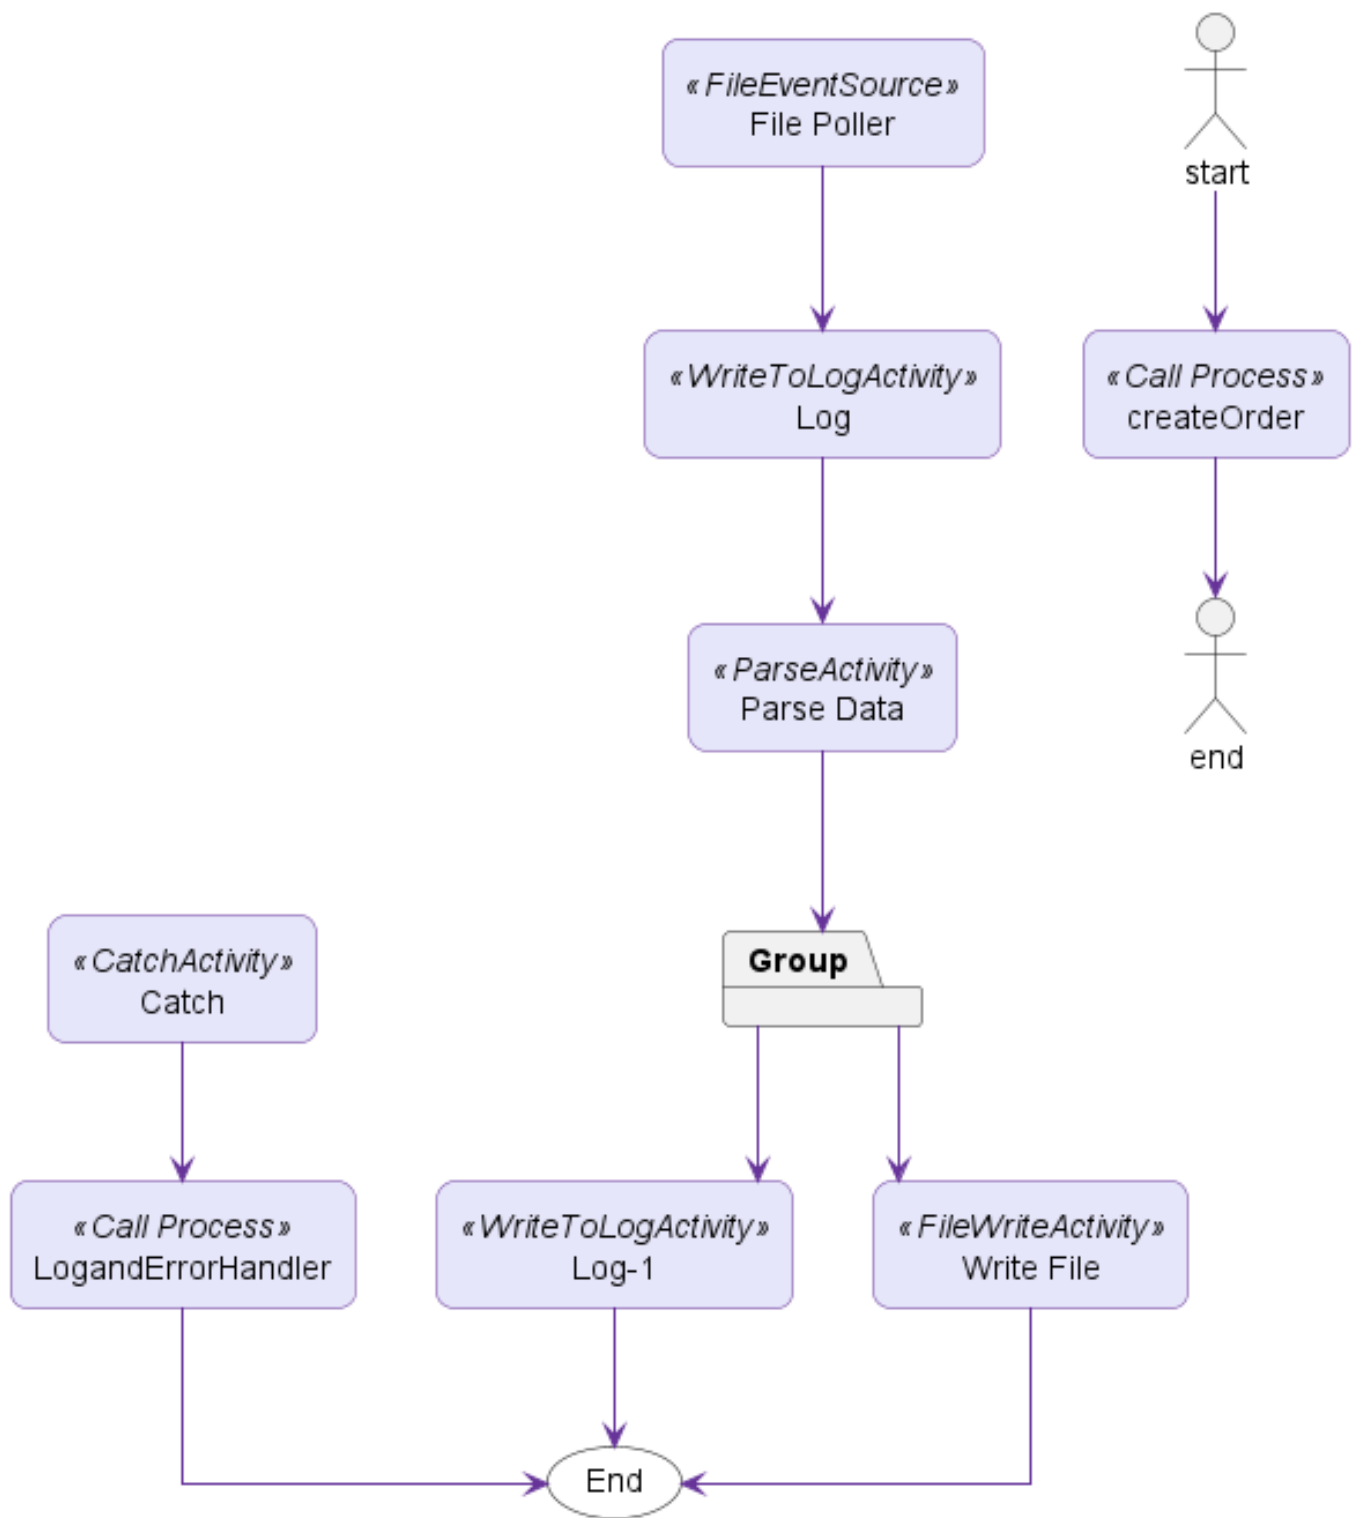 «FileEventSource»
File Poller
start
«WriteToLogActivity»
Log
«Call Process»
createOrder
«ParseActivity»
Parse Data
end
«CatchActivity»
Catch
Group
«Call Process»
LogandErrorHandler
«WriteToLogActivity»
Log-1
«FileWriteActivity»
Write File
End